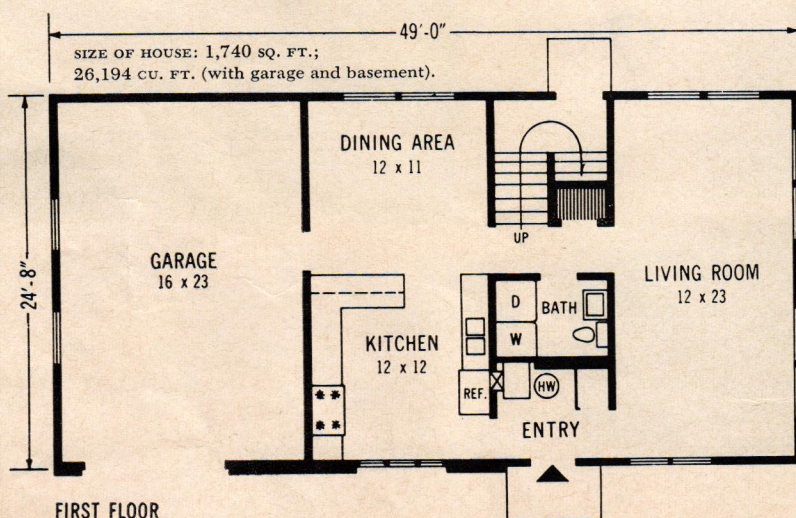 49'-0"
SIZE OF HOUSE: 1,740 SQ. FT.;
26,194 CU. FT. (with garage and basement).
DINING AREA
12 x 11
UP
24'-8"
GARAGE
16 x 23
LIVING ROOM
12 x 23
D
BATH
W
KITCHEN
12 x 12
REF.
HW
ENTRY
FIRST FLOOR